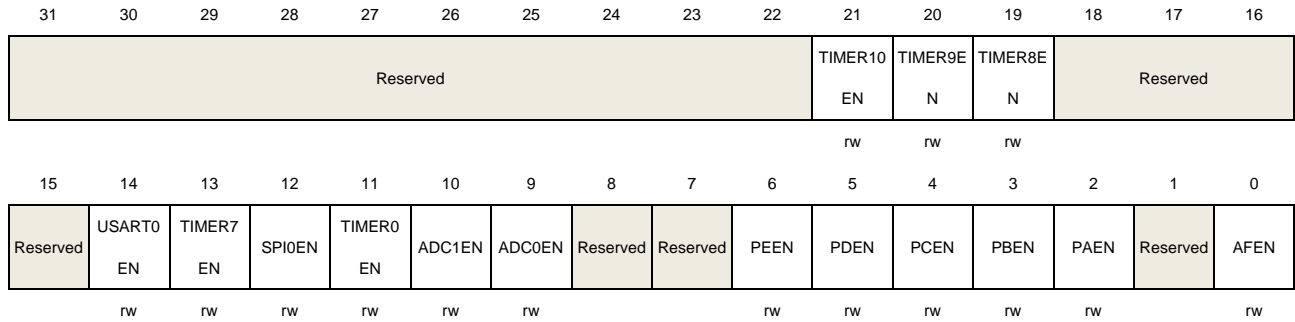 31 30 29 28 27 26 25 24 23 22 21 20 19 18 17 16
Reserved TIMER10 EN TIMER9E N TIMER8E N Reserved
rw rw rw
15 14 13 12 11 10 9 8 7 6 5 4 3 2 1 0
Reserved USART0 EN TIMER7 EN SPI0EN TIMER0 EN ADC1EN ADC0EN Reserved Reserved PEEN PDEN PCEN PBEN PAEN Reserved AFEN
rw rw rw rw rw rw rw rw rw rw rw rw